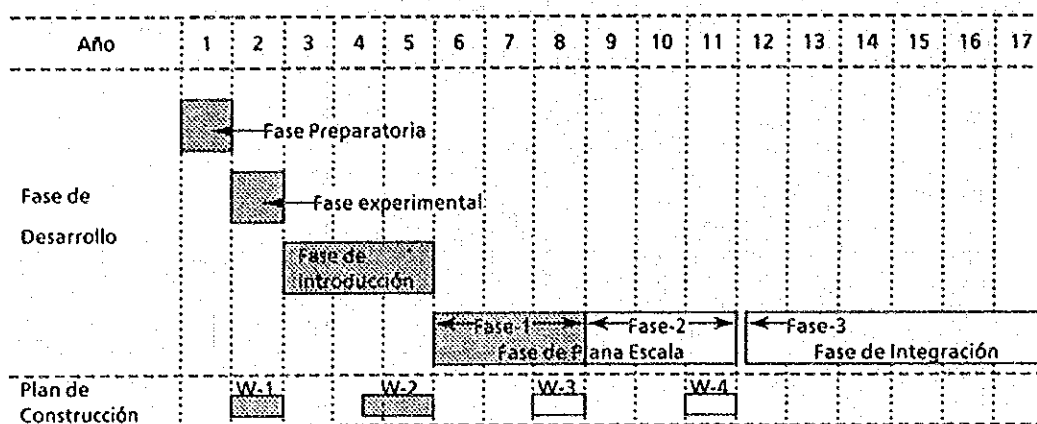 Año 1 2 3 4 5 6 7 8 9 10 11 12 13 14 15 16 17
Fase Preparatoria
Fase de
Desarrollo
Fase experimental
Fase de
Introducción
Fase-1 Fase-2 Fase-3
Fase de Plana Escala Fase de Integración
Plan de
Construcción
W-1 W-2 W-3 W-4